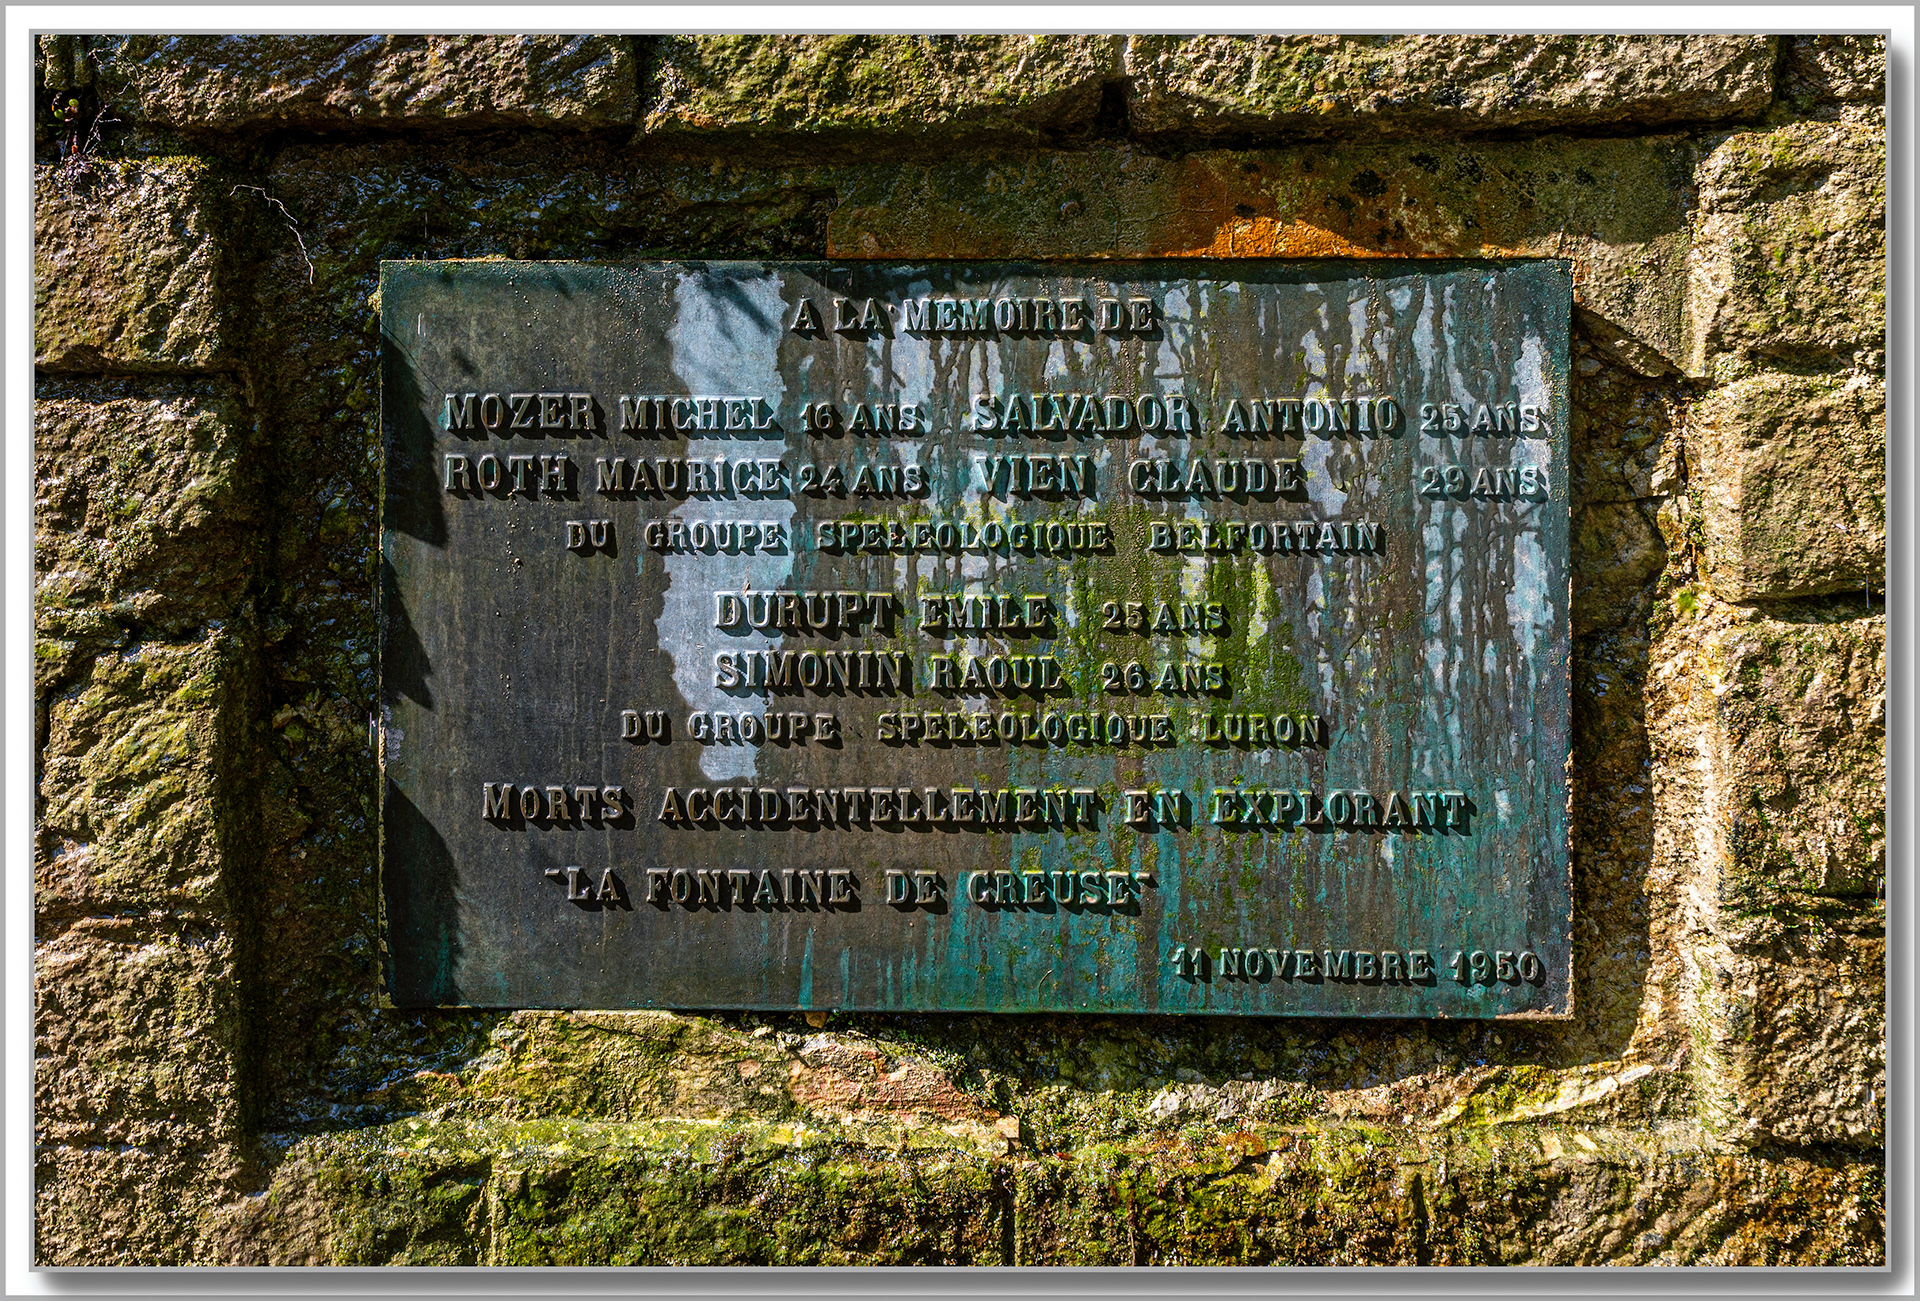 A LA MEMOIRE DE
MOZER MICHEL 16 ANS SALVADOR ANTONIO 25 ANS
ROTH MAURICE 24 ANS VIEN CLAUDE 29 ANS
DU GROUPE SPELEOLOGIQUE BELFORTAIN
DURUPT EMILE 25 ANS
SIMONIN RAOUL 26 ANS
DU GROUPE SPELEOLOGIQUE LURON
MORTS ACCIDENTELLEMENT EN EXPLORANT
"LA FONTAINE DE CREUSE"
11 NOVEMBRE 1950